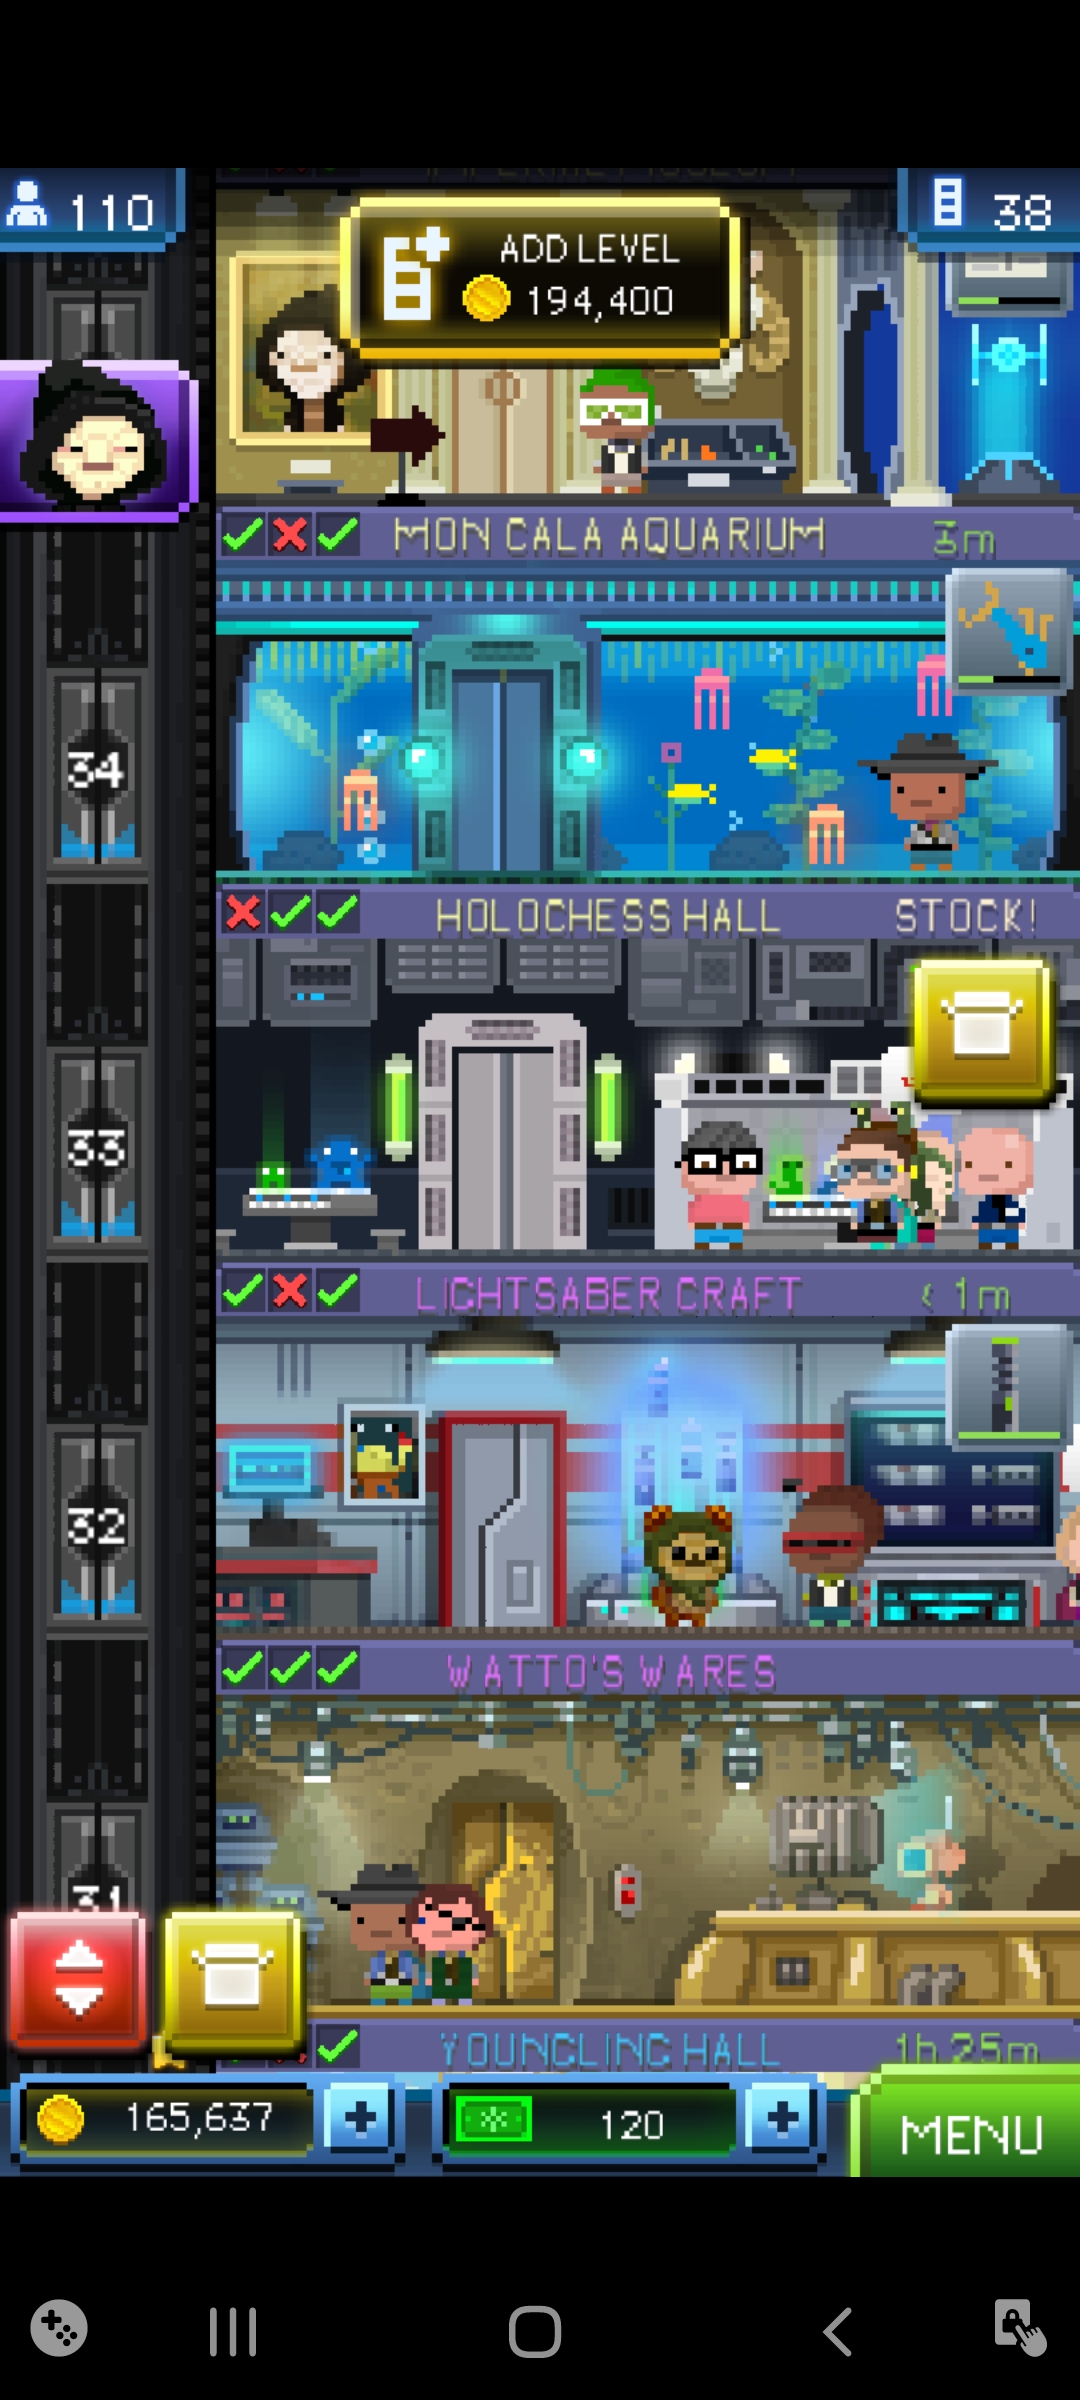 110
38
ADD LEVEL
194,400
MON CALA AQUARIUM 3m
34
HOLOCHESS HALL STOCK!
33
LIGHTSABER CRAFT < 1m
32
WATTO'S WARES
31
YOUNGLING HALL 1h 25m
165,637
120
MENU